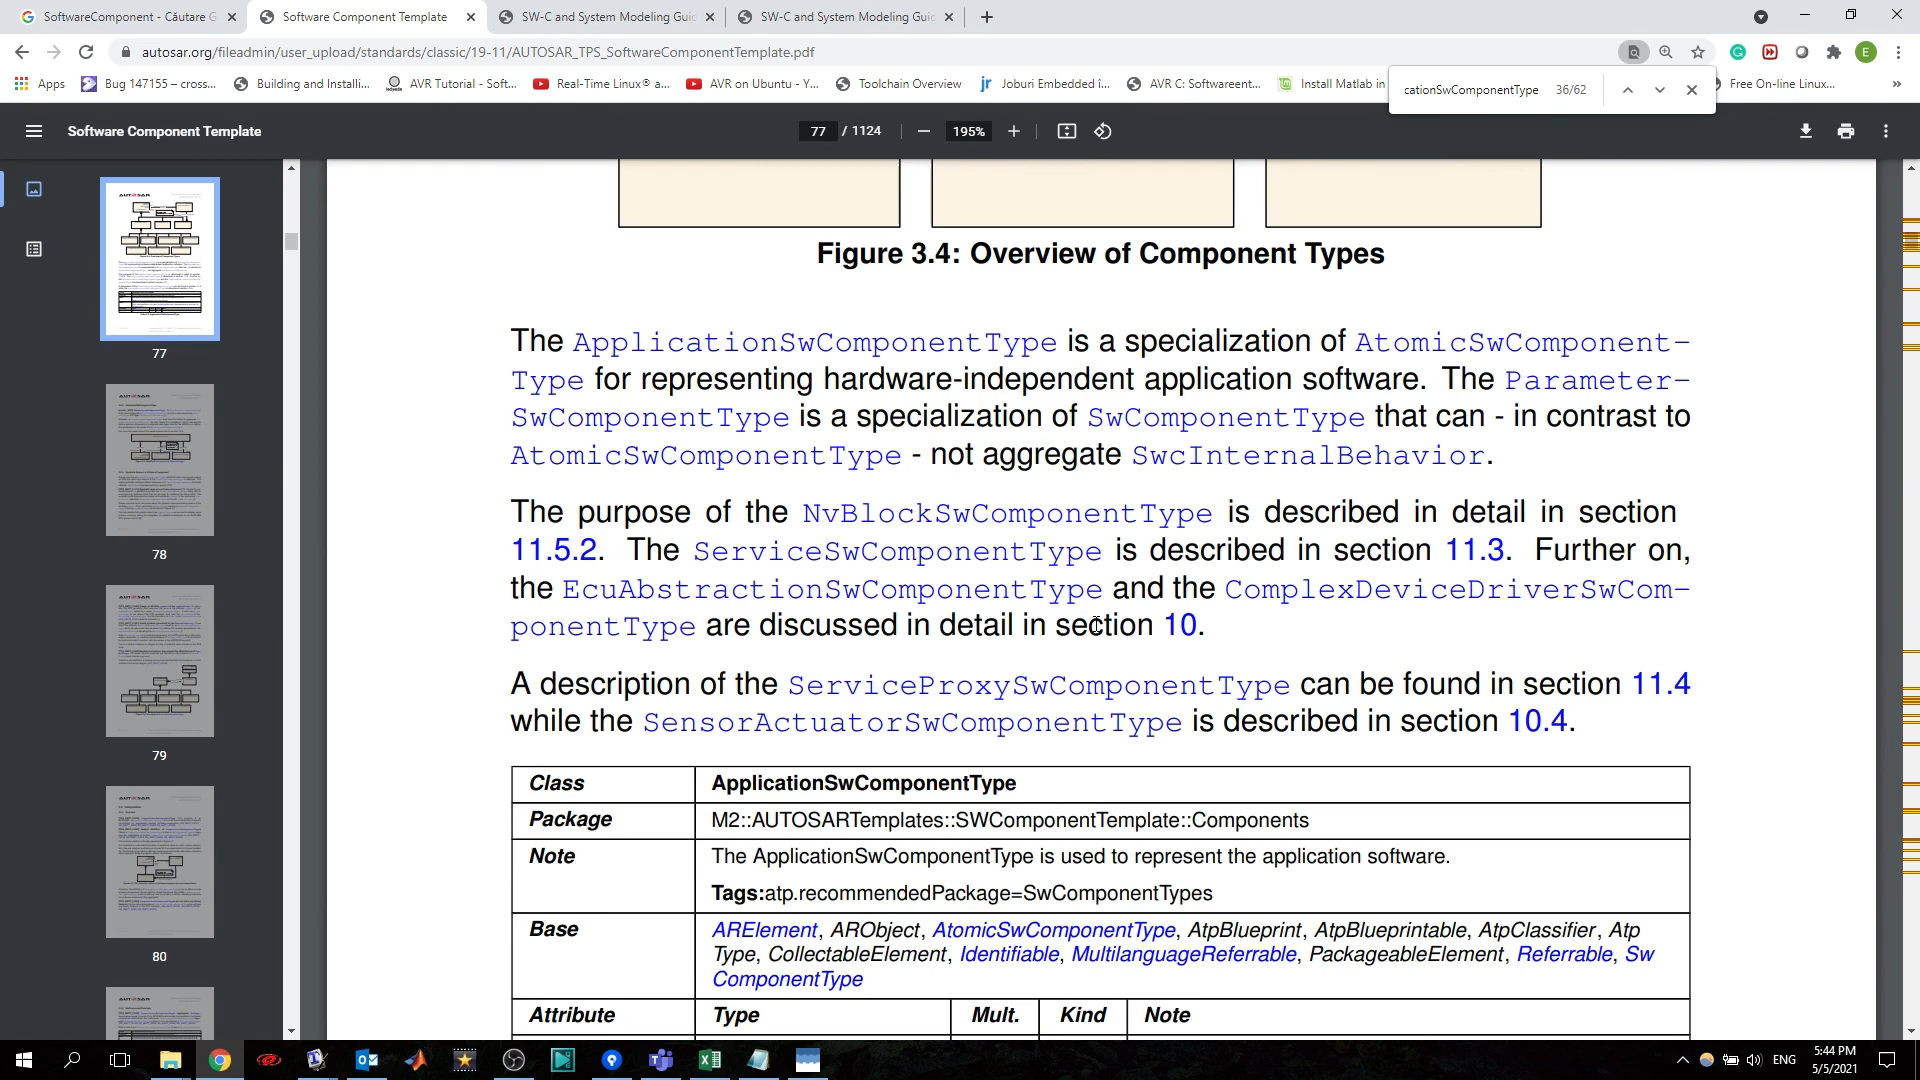 SoftwareComponent - Căutare G
Software Component Template
SW-C and System Modeling Guid
SW-C and System Modeling Guid
autosar.org/fileadmin/user_upload/standards/classic/19-11/AUTOSAR_TPS_SoftwareComponentTemplate.pdf
E
Apps
Bug 147155 – cross...
Building and Installi...
AVR Tutorial - Soft...
Real-Time Linux® a...
AVR on Ubuntu - Y...
Toolchain Overview
Joburi Embedded î...
AVR C: Softwareent...
Install Matlab in
Free On-line Linux...
cationSwComponentType 36/62
Software Component Template
77 / 1124
195%
77
78
79
80
Figure 3.4: Overview of Component Types
The ApplicationSwComponentType is a specialization of AtomicSwComponent-
Type for representing hardware-independent application software. The Parameter-
SwComponentType is a specialization of SwComponentType that can - in contrast to
AtomicSwComponentType - not aggregate SwcInternalBehavior.
The purpose of the NvBlockSwComponentType is described in detail in section
11.5.2. The ServiceSwComponentType is described in section 11.3. Further on,
the EcuAbstractionSwComponentType and the ComplexDeviceDriverSwCom-
ponentType are discussed in detail in section 10.
A description of the ServiceProxySwComponentType can be found in section 11.4
while the SensorActuatorSwComponentType is described in section 10.4.
Class ApplicationSwComponentType
Package M2::AUTOSARTemplates::SWComponentTemplate::Components
Note The ApplicationSwComponentType is used to represent the application software.
Tags:atp.recommendedPackage=SwComponentTypes
Base ARElement, ARObject, AtomicSwComponentType, AtpBlueprint, AtpBlueprintable, AtpClassifier, Atp
Type, CollectableElement, Identifiable, MultilanguageReferrable, PackageableElement, Referrable, Sw
ComponentType
Attribute Type Mult. Kind Note
ENG
5:44 PM
5/5/2021